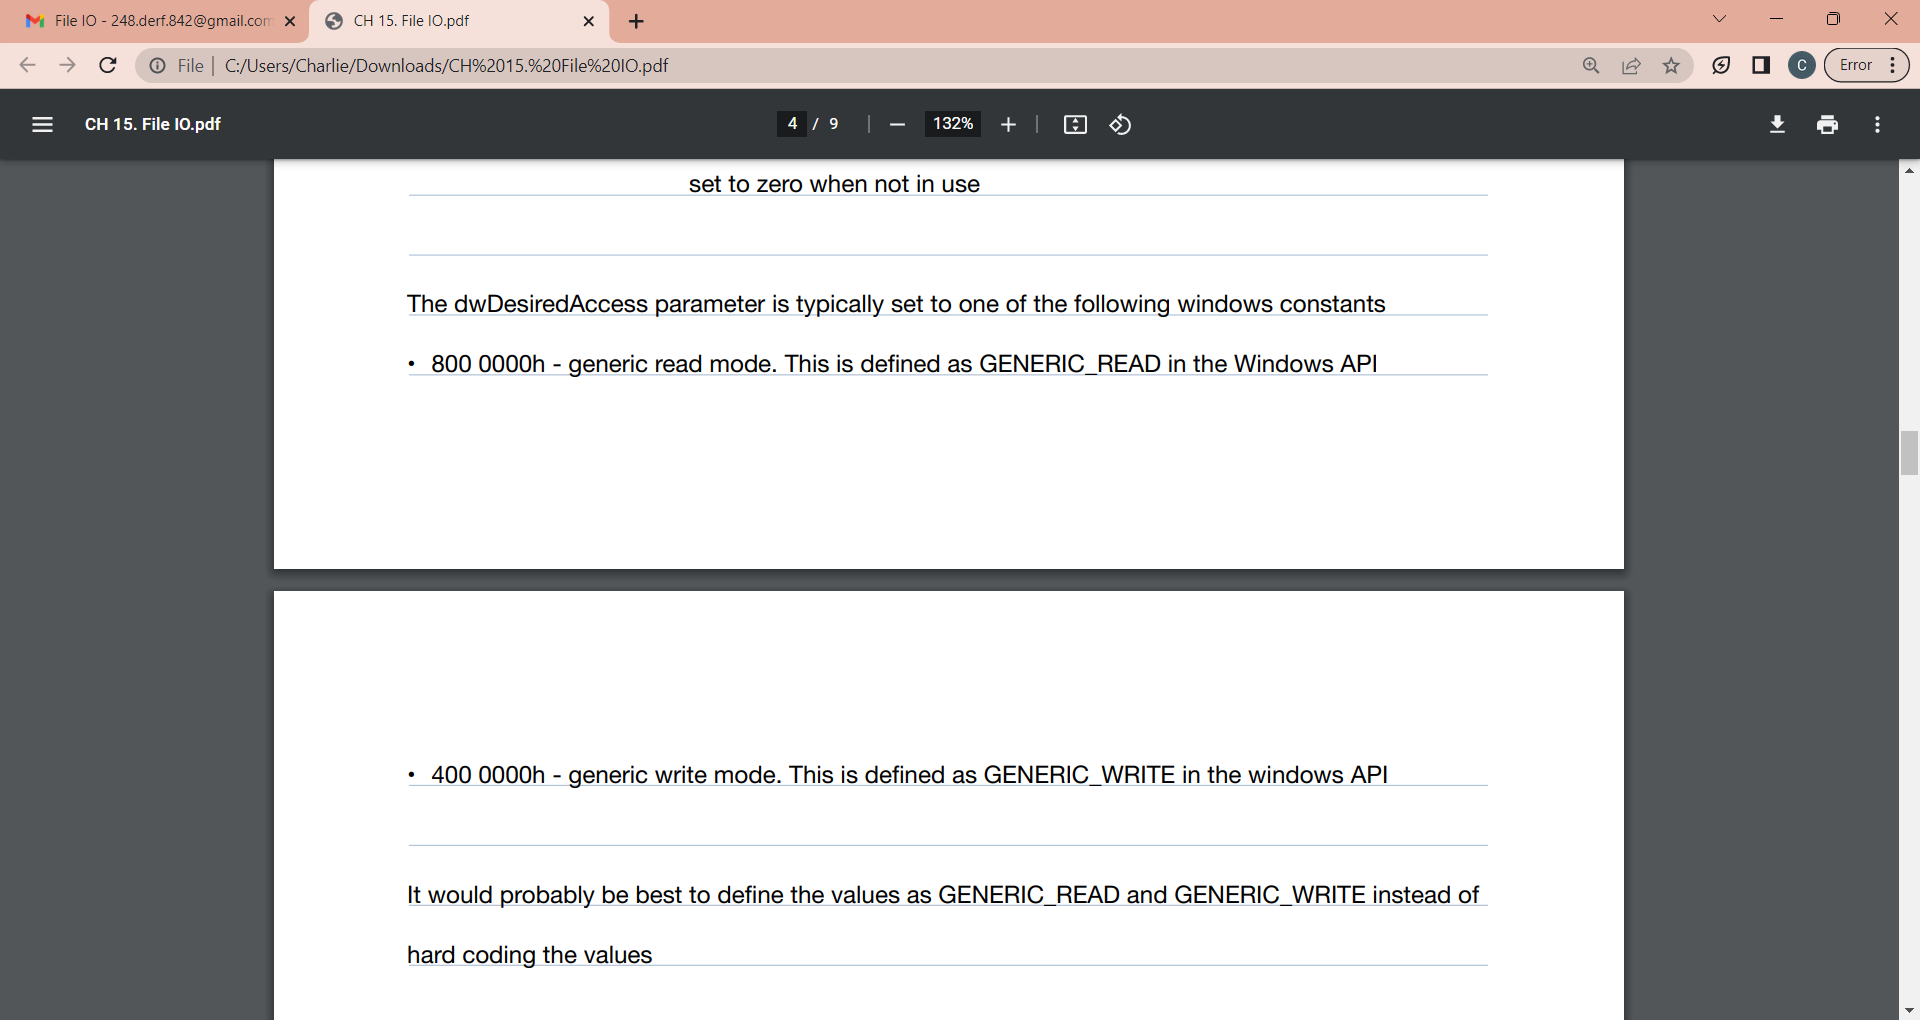 File IO - 248.derf.842@gmail.com
CH 15. File IO.pdf
File
C:/Users/Charlie/Downloads/CH%2015.%20File%20IO.pdf
C
Error
CH 15. File IO.pdf
4 / 9
132%
set to zero when not in use
The dwDesiredAccess parameter is typically set to one of the following windows constants
• 800 0000h - generic read mode. This is defined as GENERIC_READ in the Windows API
• 400 0000h - generic write mode. This is defined as GENERIC_WRITE in the windows API
It would probably be best to define the values as GENERIC_READ and GENERIC_WRITE instead of
hard coding the values